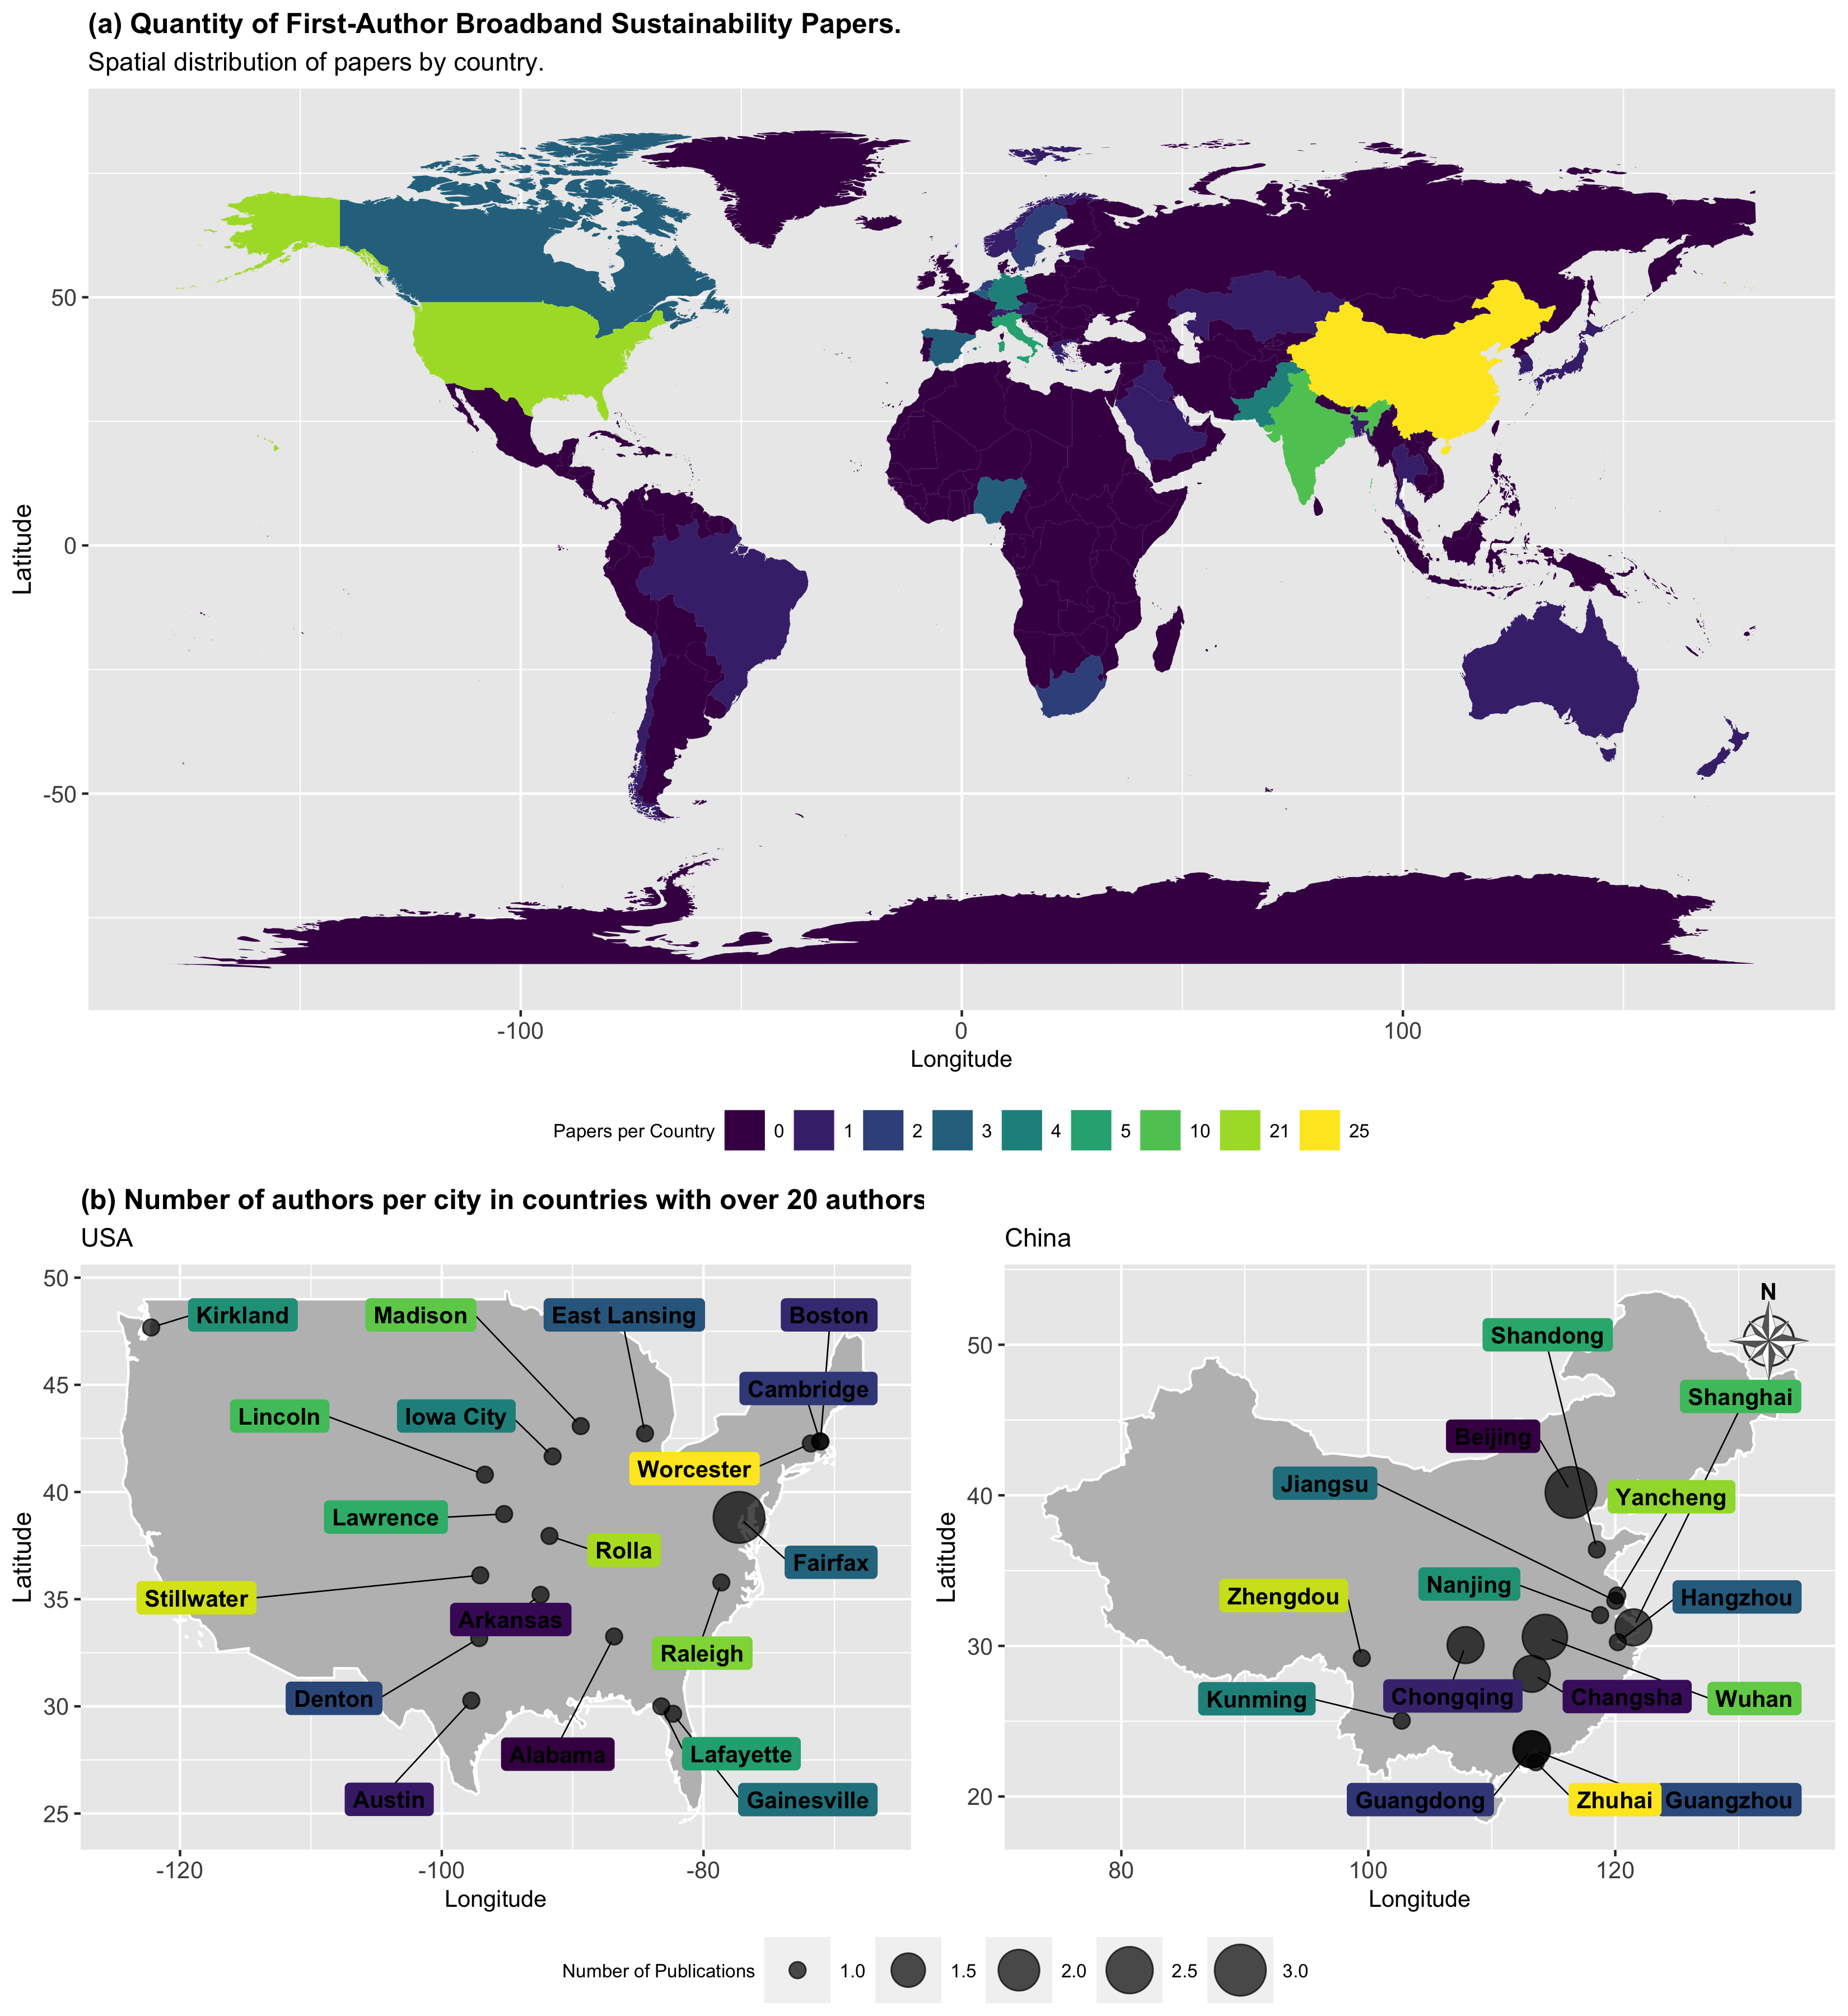 (a) Quantity of First-Author Broadband Sustainability Papers.
Spatial distribution of papers by country.
Latitude
50
0
-50
-100
0
100
Longitude
Papers per Country
0
1
2
3
4
5
10
21
25
(b) Number of authors per city in countries with over 20 authors
USA
Latitude
50
45
40
35
30
25
Kirkland
Madison
East Lansing
Boston
Cambridge
Lincoln
Iowa City
Worcester
Lawrence
Rolla
Fairfax
Stillwater
Arkansas
Raleigh
Denton
Alabama
Lafayette
Austin
Gainesville
-120
-100
-80
Longitude
China
Latitude
50
40
30
20
N
Shandong
Shanghai
Beijing
Jiangsu
Yancheng
Nanjing
Hangzhou
Zhengdou
Kunming
Chongqing
Changsha
Wuhan
Guangdong
Zhuhai
Guangzhou
80
100
120
Longitude
Number of Publications
1.0
1.5
2.0
2.5
3.0